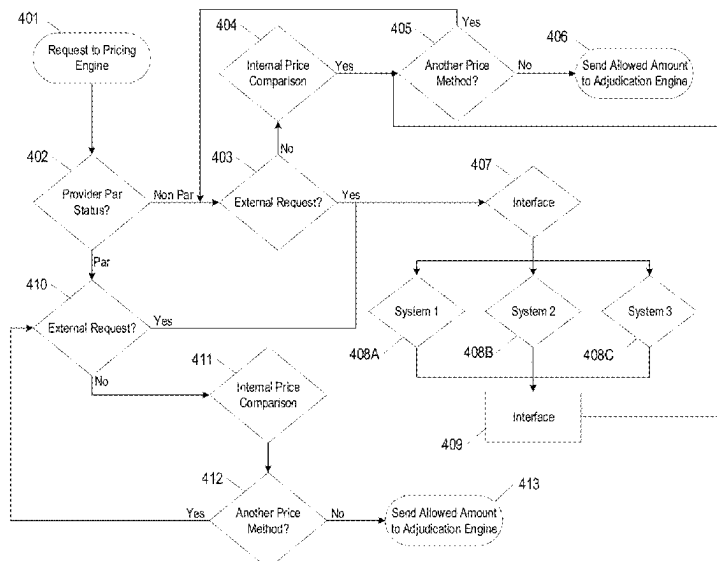 401
Request to Pricing
Engine
404
Internal Price
Comparison
Yes
Yes
405
Another Price
Method?
No
406
Send Allowed Amount
to Adjudication Engine
402
Provider Par
Status?
Non Par
Par
403
No
External Request?
Yes
407
Interface
410
External Request?
Yes
No
System 1
408A
System 2
408B
System 3
408C
411
Internal Price
Comparison
Interface
409
412
Another Price
Method?
Yes
No
413
Send Allowed Amount
to Adjudication Engine